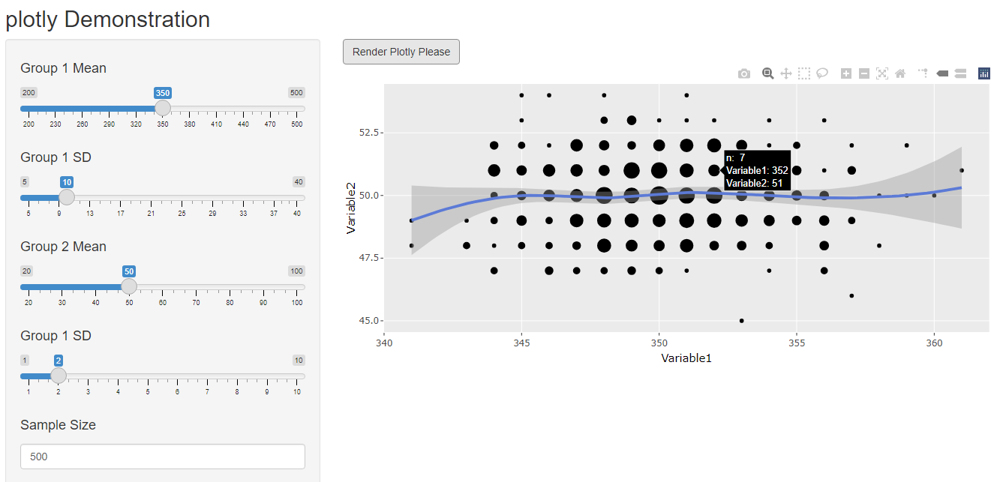 plotly Demonstration
Group 1 Mean
200 350 500
200 230 260 290 320 350 380 410 440 470 500
Group 1 SD
5 10 40
5 9 13 17 21 25 29 33 37 40
Group 2 Mean
20 50 100
20 30 40 50 60 70 80 90 100
Group 1 SD
1 2 10
1 2 3 4 5 6 7 8 9 10
Sample Size
500
Render Plotly Please
52.5
50.0
47.5
45.0
Variable2
n: 7
Variable1: 352
Variable2: 51
340 345 350 355 360
Variable1